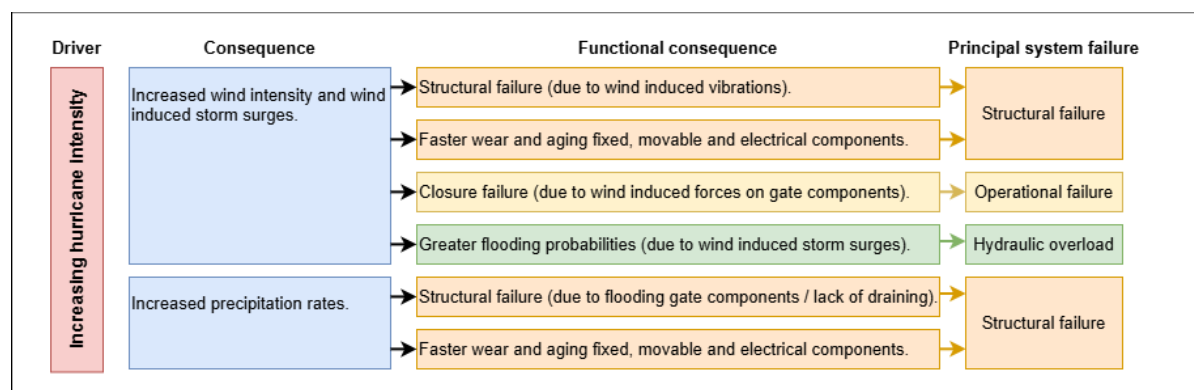 Driver
Consequence
Functional consequence
Principal system failure
Increasing hurricane Intensity
Increased wind intensity and wind
induced storm surges.
Structural failure (due to wind induced vibrations).
Faster wear and aging fixed, movable and electrical components.
Structural failure
Closure failure (due to wind induced forces on gate components).
Operational failure
Greater flooding probabilities (due to wind induced storm surges).
Hydraulic overload
Increased precipitation rates.
Structural failure (due to flooding gate components / lack of draining).
Faster wear and aging fixed, movable and electrical components.
Structural failure